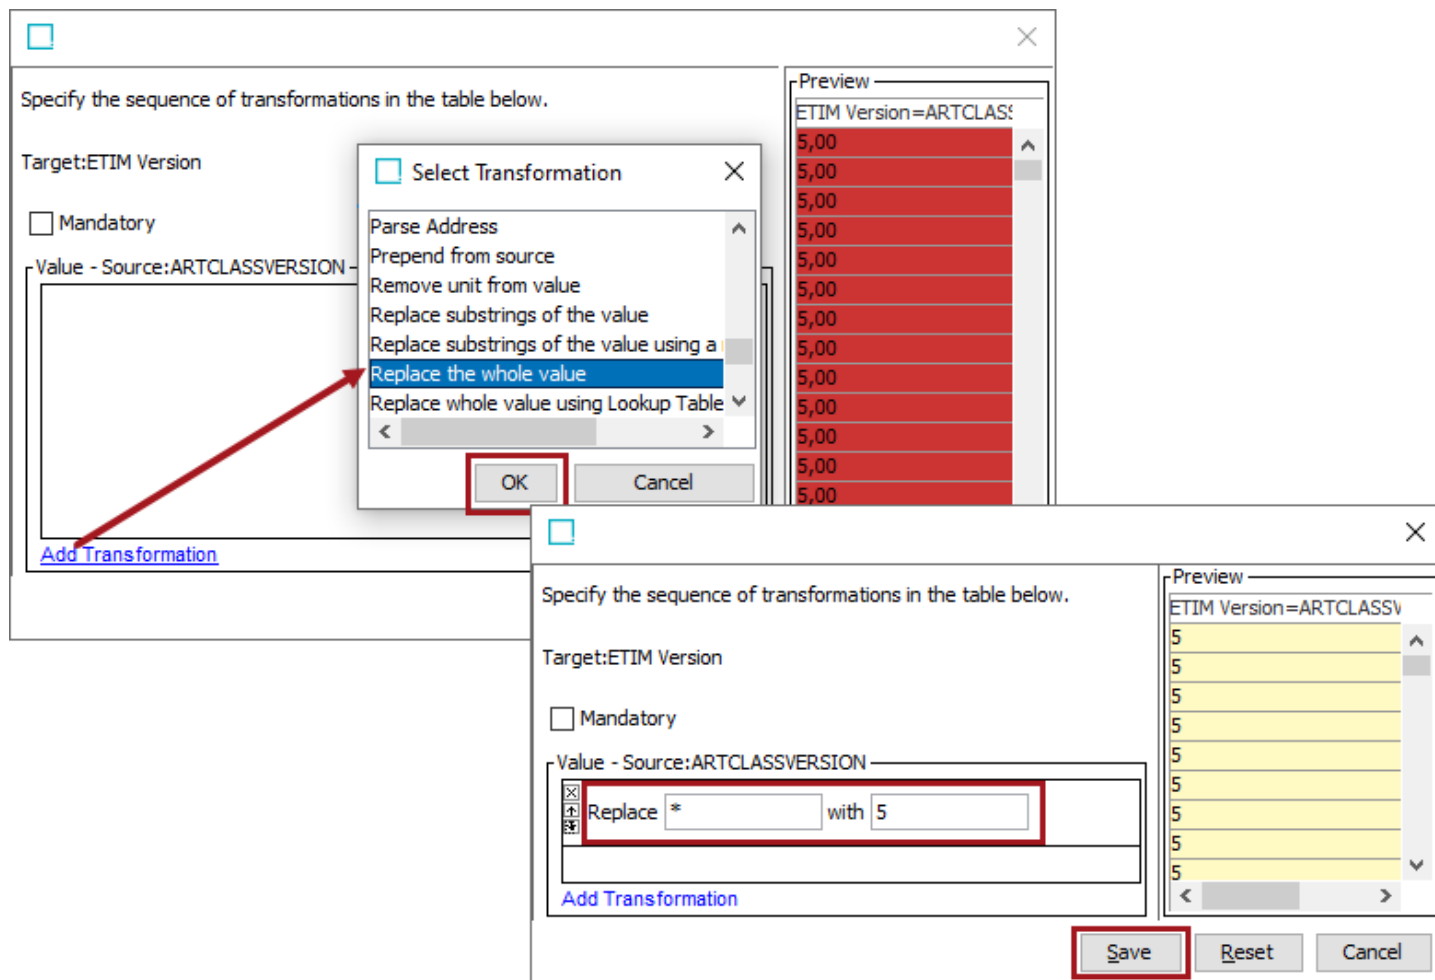 Specify the sequence of transformations in the table below.
Target:ETIM Version
Mandatory
Value - Source:ARTCLASSVERSION
Add Transformation
Select Transformation
Parse Address
Prepend from source
Remove unit from value
Replace substrings of the value
Replace substrings of the value using a
Replace the whole value
Replace whole value using Lookup Table
OK
Cancel
Preview
ETIM Version=ARTCLASS
5,00
5,00
5,00
5,00
5,00
5,00
5,00
5,00
5,00
5,00
5,00
5,00
5,00
Specify the sequence of transformations in the table below.
Target:ETIM Version
Mandatory
Value - Source:ARTCLASSVERSION
Replace * with 5
Add Transformation
Preview
ETIM Version=ARTCLASSV
5
5
5
5
5
5
5
5
5
Save Reset Cancel